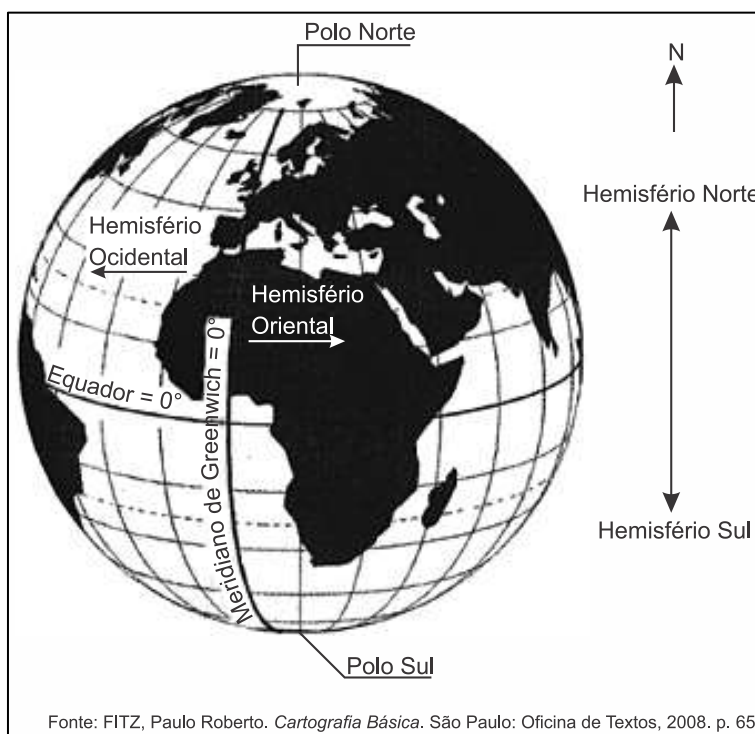 Polo Norte
N
Hemisfério Norte
Hemisfério
Ocidental
Hemisfério
Oriental
Equador = 0°
Meridiano de Greenwich = 0°
Hemisfério Sul
Polo Sul
Fonte: FITZ, Paulo Roberto. Cartografia Básica. São Paulo: Oficina de Textos, 2008. p. 65